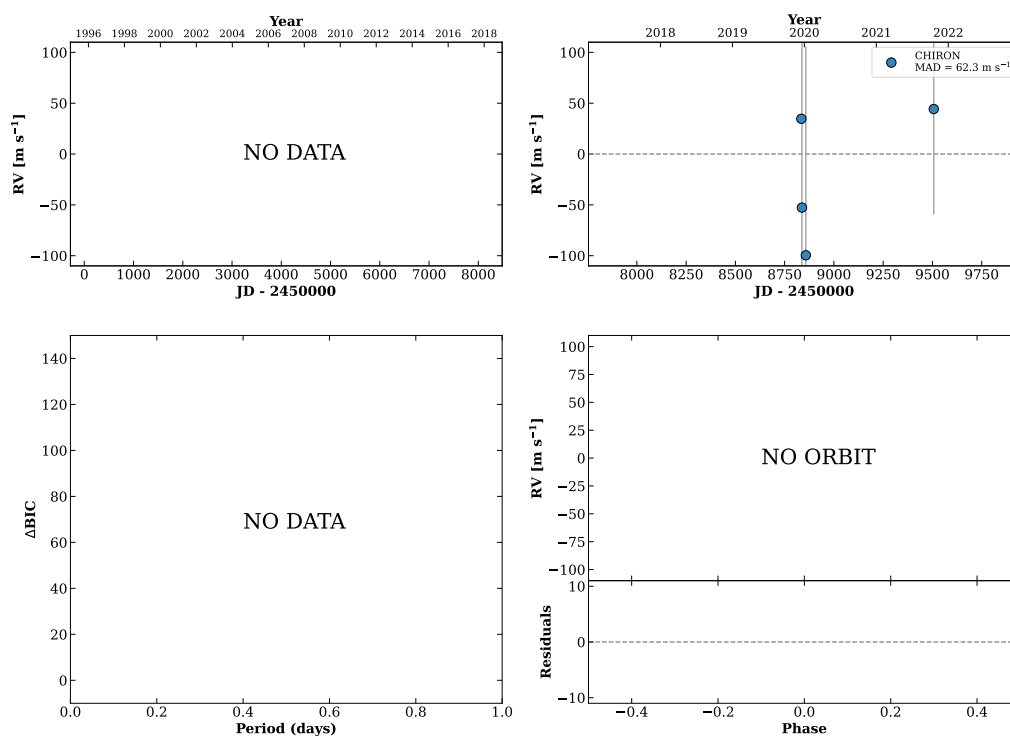 Year
1996 1998 2000 2002 2004 2006 2008 2010 2012 2014 2016 2018
100
50
0
−50
−100
RV [m s⁻¹]
NO DATA
0 1000 2000 3000 4000 5000 6000 7000 8000
JD - 2450000
Year
2018 2019 2020 2021 2022
CHIRON
MAD = 62.3 m s⁻¹
100
50
0
−50
−100
RV [m s⁻¹]
8000 8250 8500 8750 9000 9250 9500 9750
JD - 2450000
140
120
100
80
60
40
20
0
ΔBIC
NO DATA
0.0 0.2 0.4 0.6 0.8 1.0
Period (days)
100
75
50
25
0
−25
−50
−75
−100
RV [m s⁻¹]
NO ORBIT
10
0
−10
Residuals
−0.4 −0.2 0.0 0.2 0.4
Phase